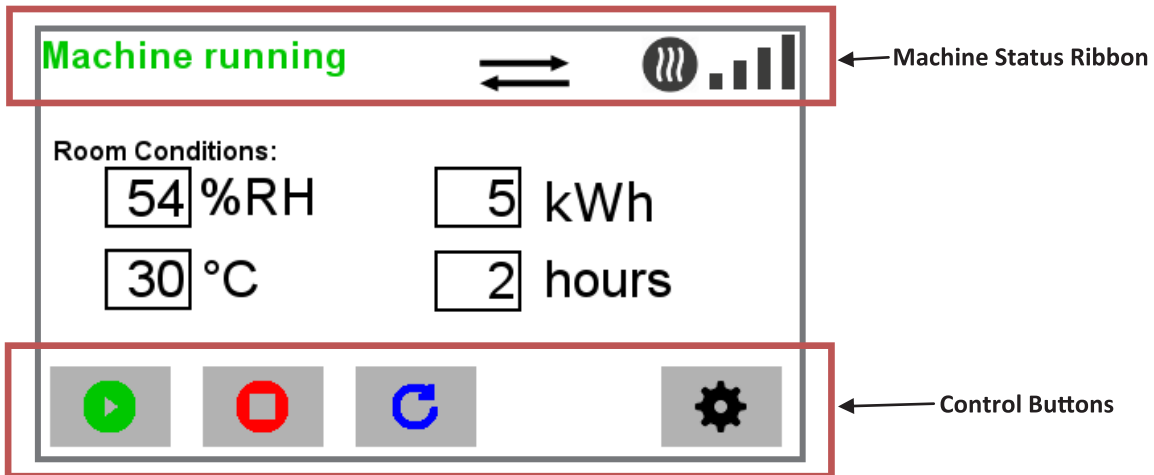 Machine running
Machine Status Ribbon
Room Conditions:
54 %RH
5 kWh
30 °C
2 hours
Control Buttons